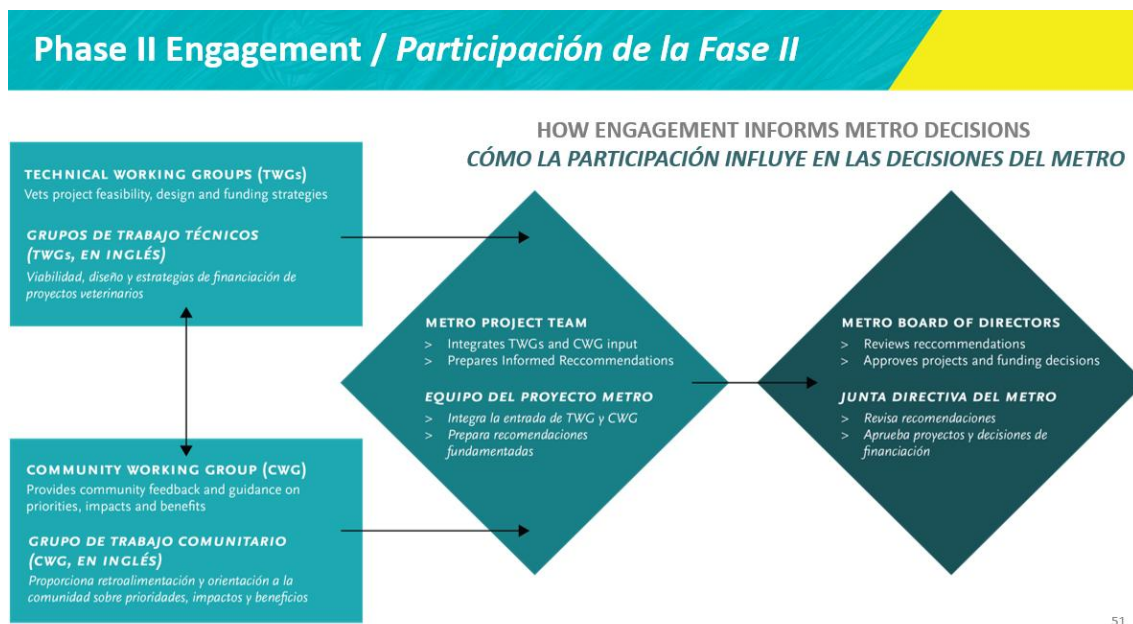 Phase II Engagement / Participación de la Fase II
HOW ENGAGEMENT INFORMS METRO DECISIONS
CÓMO LA PARTICIPACIÓN INFLUYE EN LAS DECISIONES DEL METRO
TECHNICAL WORKING GROUPS (TWGs)
Vets project feasibility, design and funding strategies
GRUPOS DE TRABAJO TÉCNICOS
(TWGs, EN INGLÉS)
Viabilidad, diseño y estrategias de financiación de
proyectos veterinarios
COMMUNITY WORKING GROUP (CWG)
Provides community feedback and guidance on
priorities, impacts and benefits
GRUPO DE TRABAJO COMUNITARIO
(CWG, EN INGLÉS)
Proporciona retroalimentación y orientación a la
comunidad sobre prioridades, impactos y beneficios
METRO PROJECT TEAM
> Integrates TWGs and CWG input
> Prepares Informed Reccommendations
EQUIPO DEL PROYECTO METRO
> Integra la entrada de TWG y CWG
> Prepara recomendaciones
fundamentadas
METRO BOARD OF DIRECTORS
> Reviews reccommendations
> Approves projects and funding decisions
JUNTA DIRECTIVA DEL METRO
> Revisa recomendaciones
> Aprueba proyectos y decisiones de
financiación
51